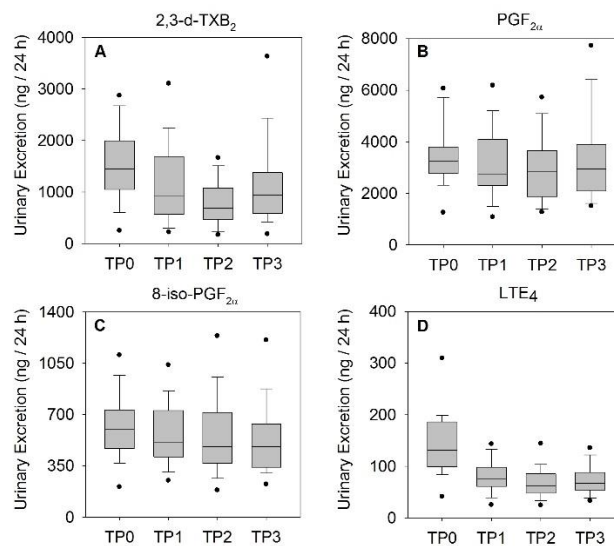 2,3-d-TXB₂
A
Urinary Excretion (ng / 24 h)
4000
3000
2000
1000
0
TP0 TP1 TP2 TP3
PGF₂α
B
Urinary Excretion (ng / 24 h)
8000
6000
4000
2000
0
TP0 TP1 TP2 TP3
8-iso-PGF₂α
C
Urinary Excretion (ng / 24 h)
1400
1050
700
350
0
TP0 TP1 TP2 TP3
LTE₄
D
Urinary Excretion (ng / 24 h)
400
300
200
100
0
TP0 TP1 TP2 TP3